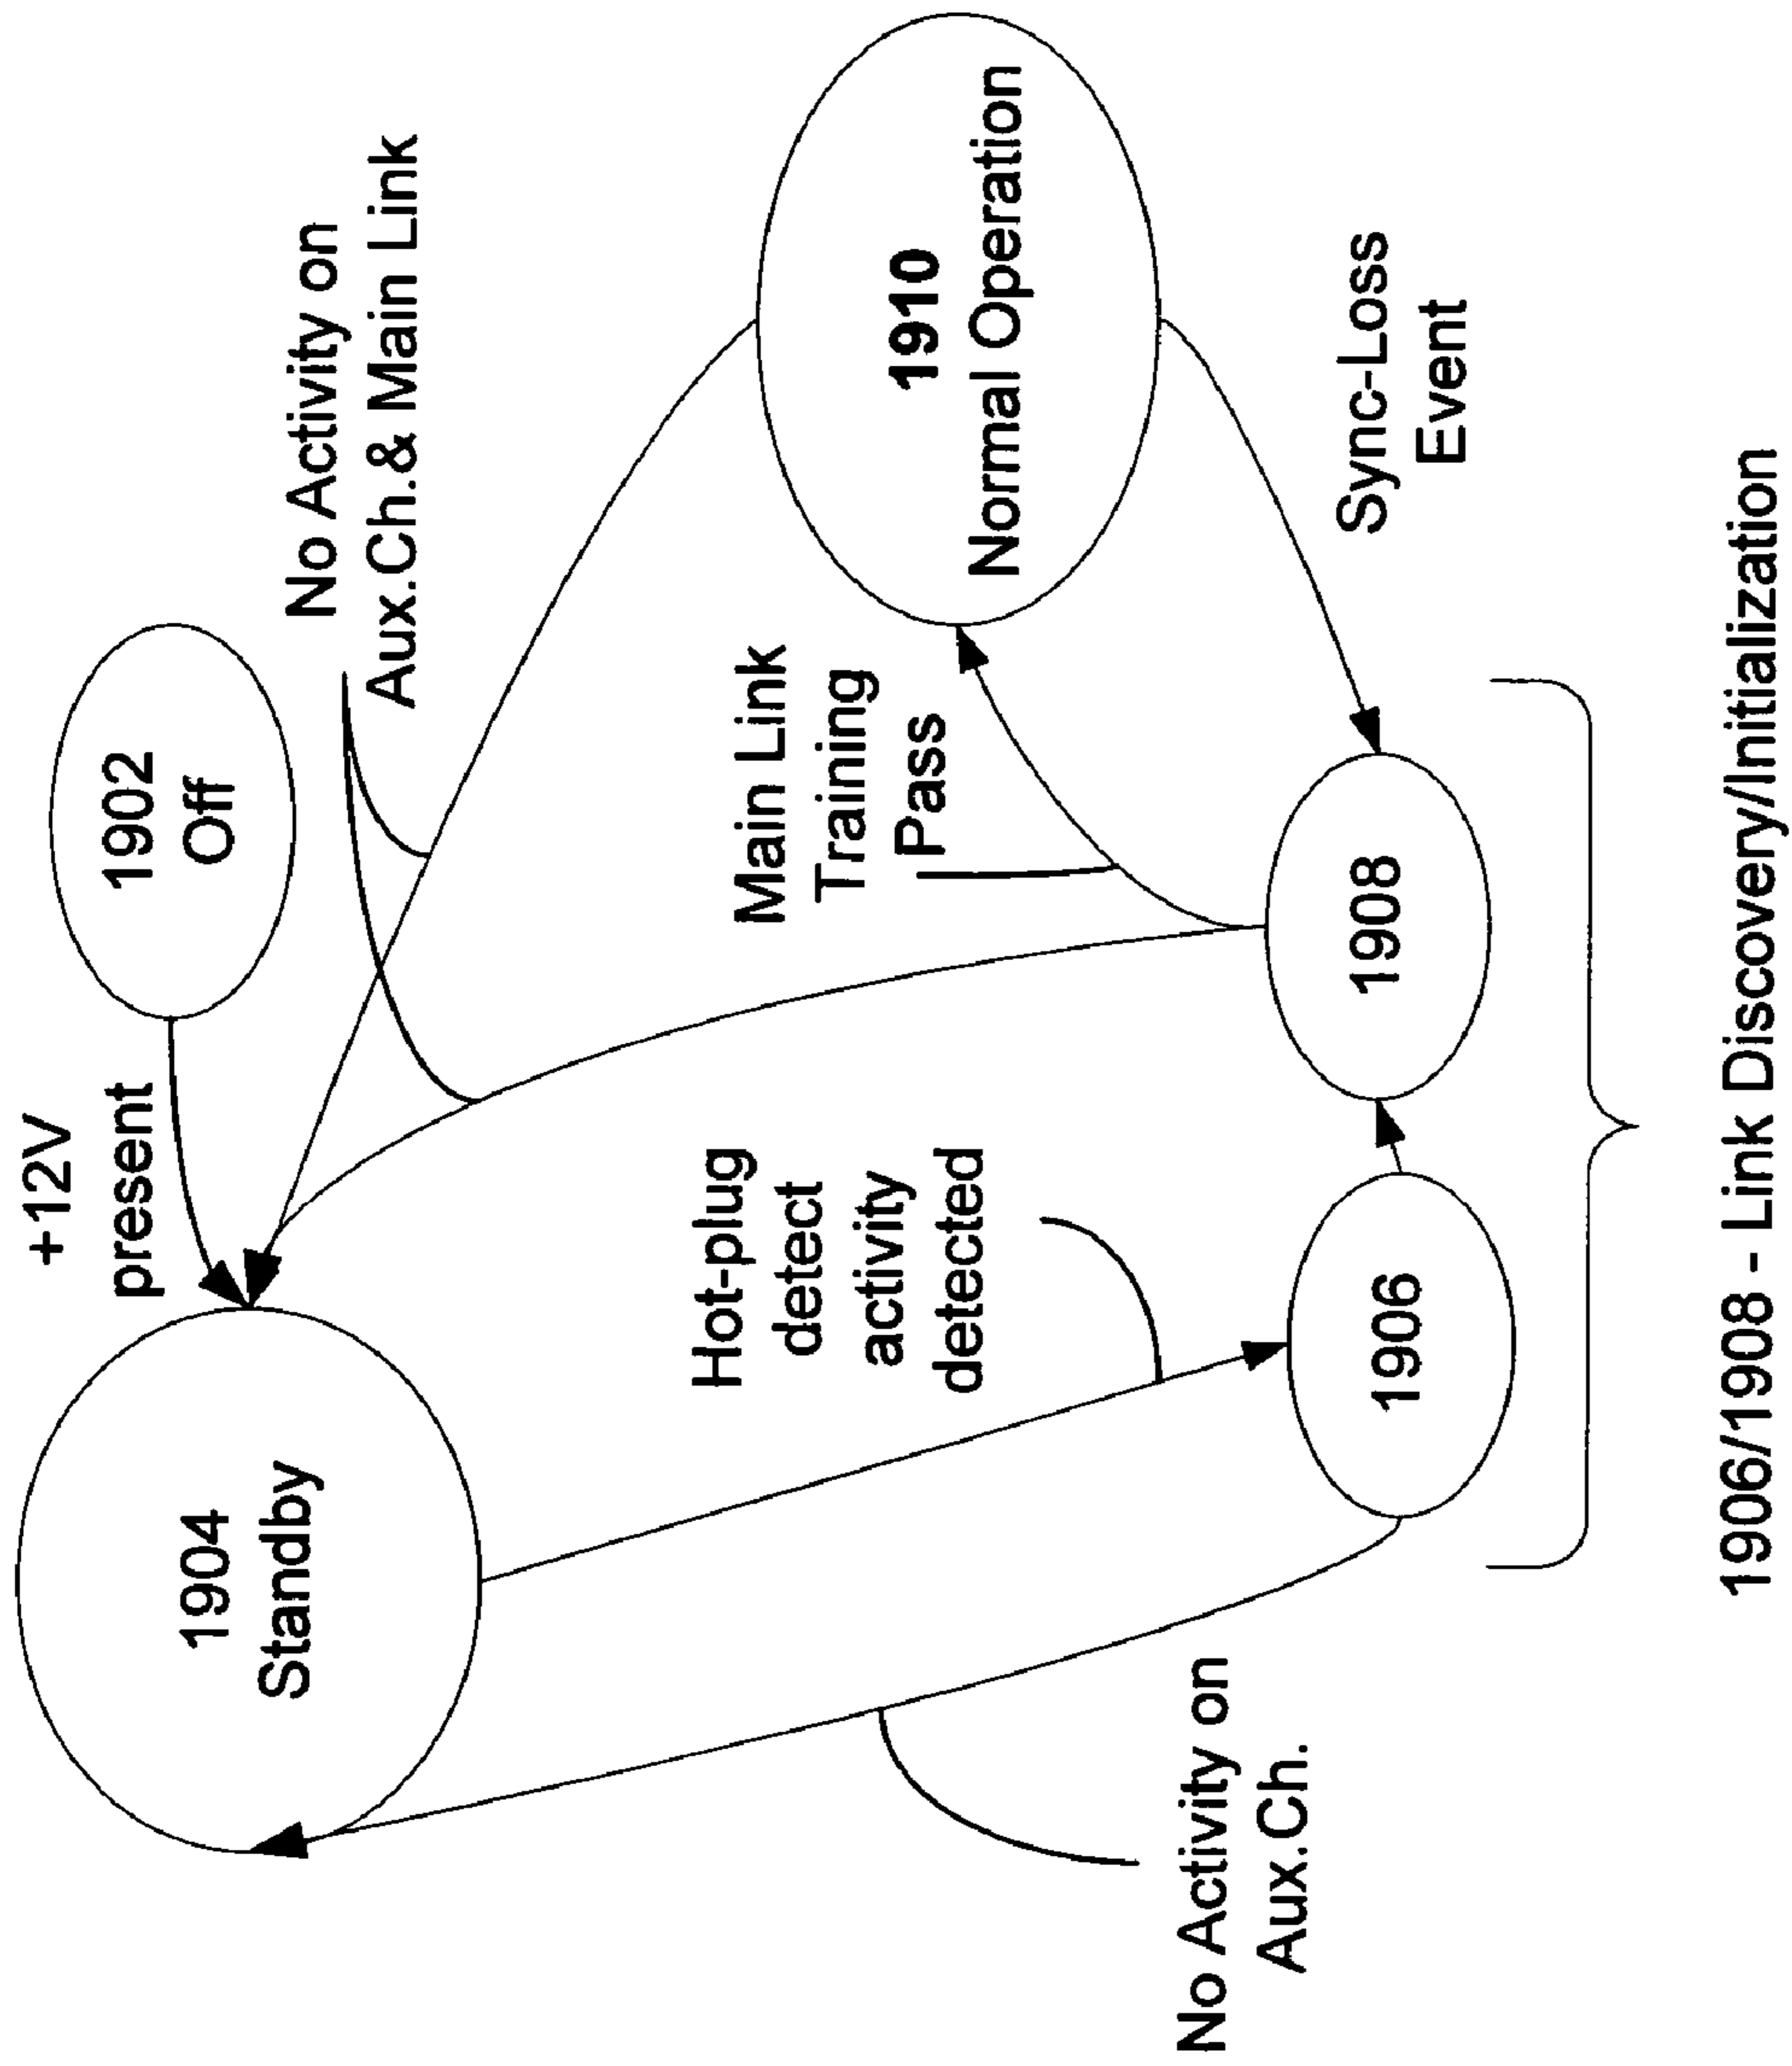 1904
Standby
+12V
present
1902
Off
No Activity on
Aux.Ch.& Main Link
Hot-plug
detect
activity
detected
Main Link
Training
Pass
1910
Normal Operation
No Activity on
Aux.Ch.
1906
1908
Sync-Loss
Event
1906/1908 - Link Discovery/Initialization